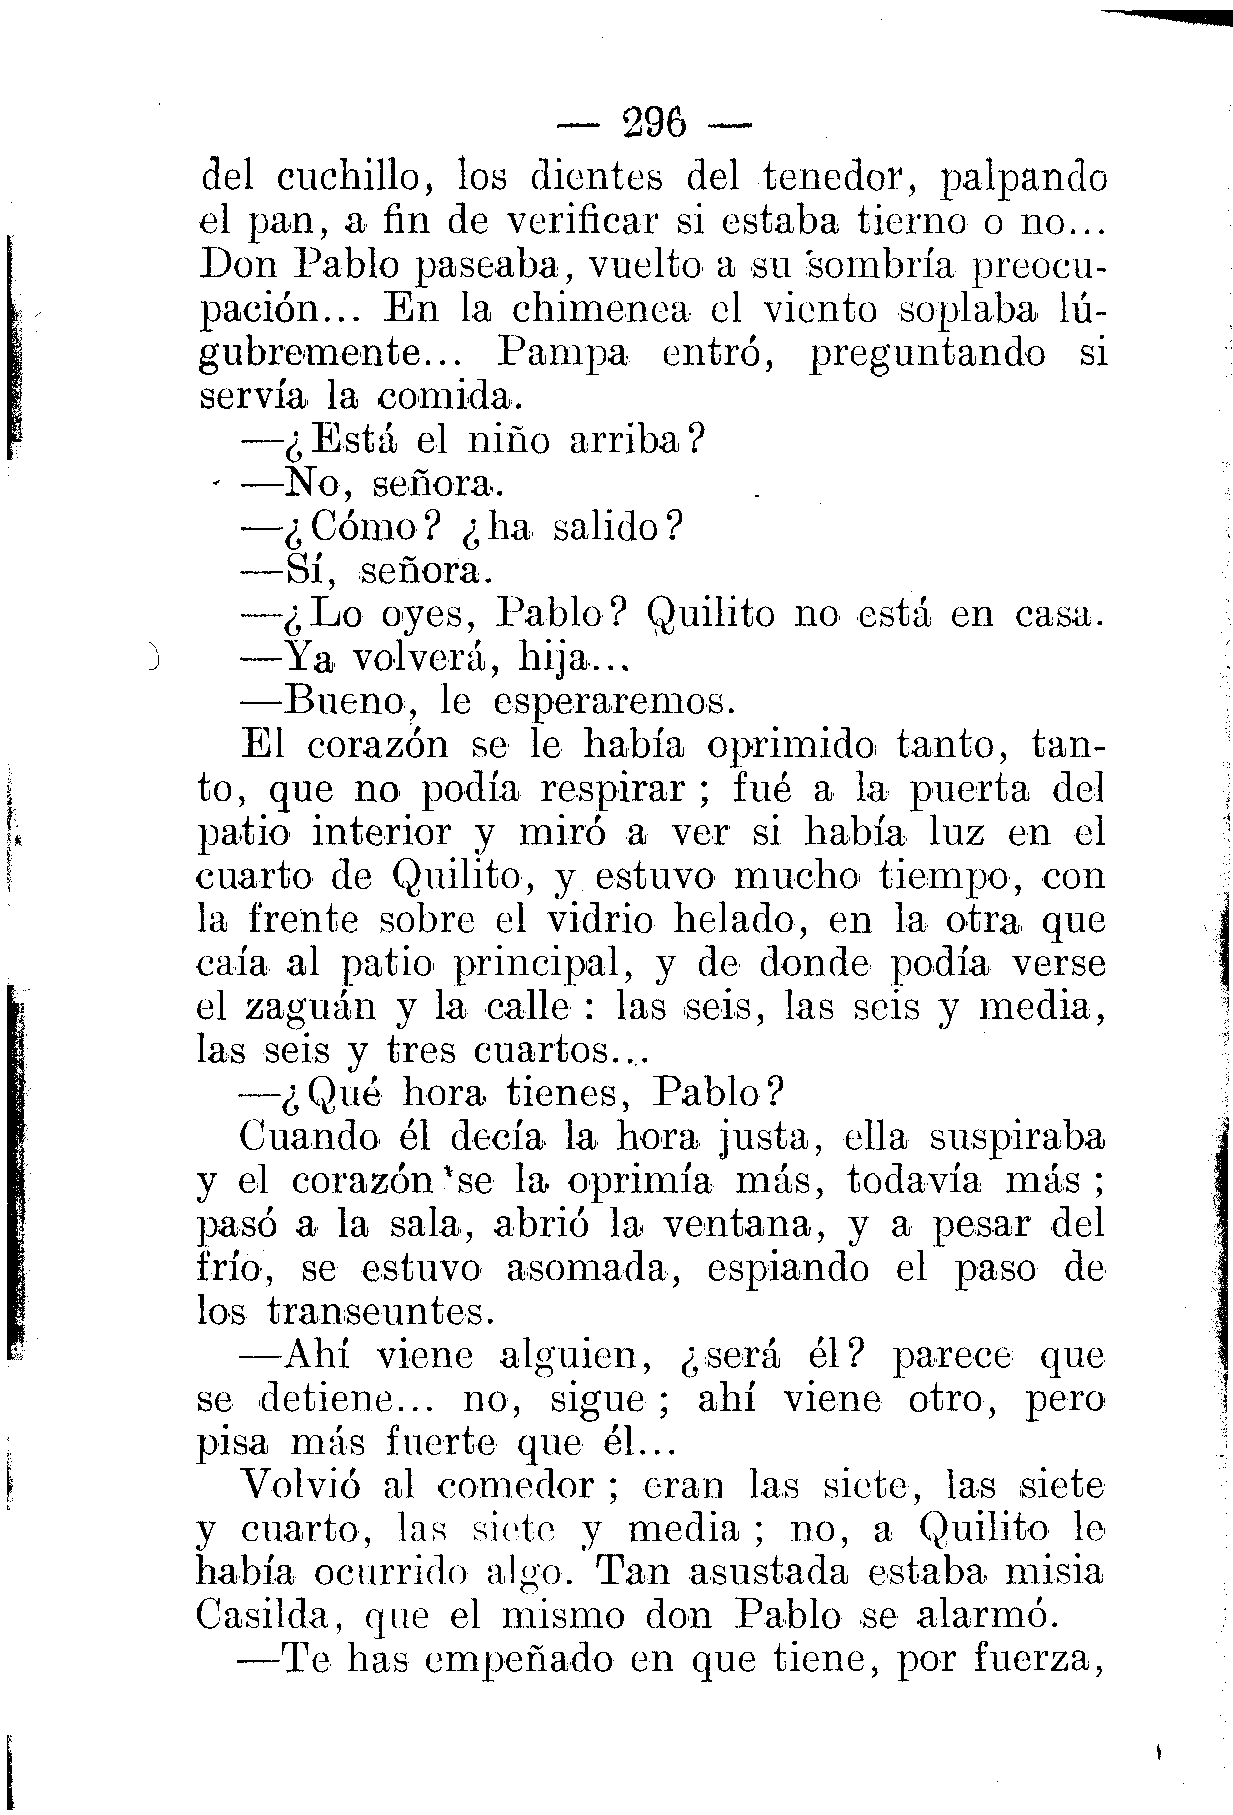 — 296 —
del cuchillo, los dientes del tenedor, palpando
el pan, a fin de verificar si estaba tierno o no...
Don Pablo paseaba, vuelto a su sombría preocu-
pación... En la chimenea el viento soplaba lú-
gubremente... Pampa entró, preguntando si
servía la comida.
—¿Está el niño arriba?
—No, señora.
—¿Cómo? ¿ha salido?
—Sí, señora.
—¿Lo oyes, Pablo? Quilito no está en casa.
—Ya volverá, hija...
—Bueno, le esperaremos.
El corazón se le había oprimido tanto, tan-
to, que no podía respirar; fué a la puerta del
patio interior y miró a ver si había luz en el
cuarto de Quilito, y estuvo mucho tiempo, con
la frente sobre el vidrio helado, en la otra que
caía al patio principal, y de donde podía verse
el zaguán y la calle: las seis, las seis y media,
las seis y tres cuartos...
—¿Qué hora tienes, Pablo?
Cuando él decía la hora justa, ella suspiraba
y el corazón se la oprimía más, todavía más;
pasó a la sala, abrió la ventana, y a pesar del
frío, se estuvo asomada, espiando el paso de
los transeuntes.
—Ahí viene alguien, ¿será él? parece que
se detiene... no, sigue; ahí viene otro, pero
pisa más fuerte que él...
Volvió al comedor; eran las siete, las siete
y cuarto, las siete y media; no, a Quilito le
había ocurrido algo. Tan asustada estaba misia
Casilda, que el mismo don Pablo se alarmó.
—Te has empeñado en que tiene, por fuerza,